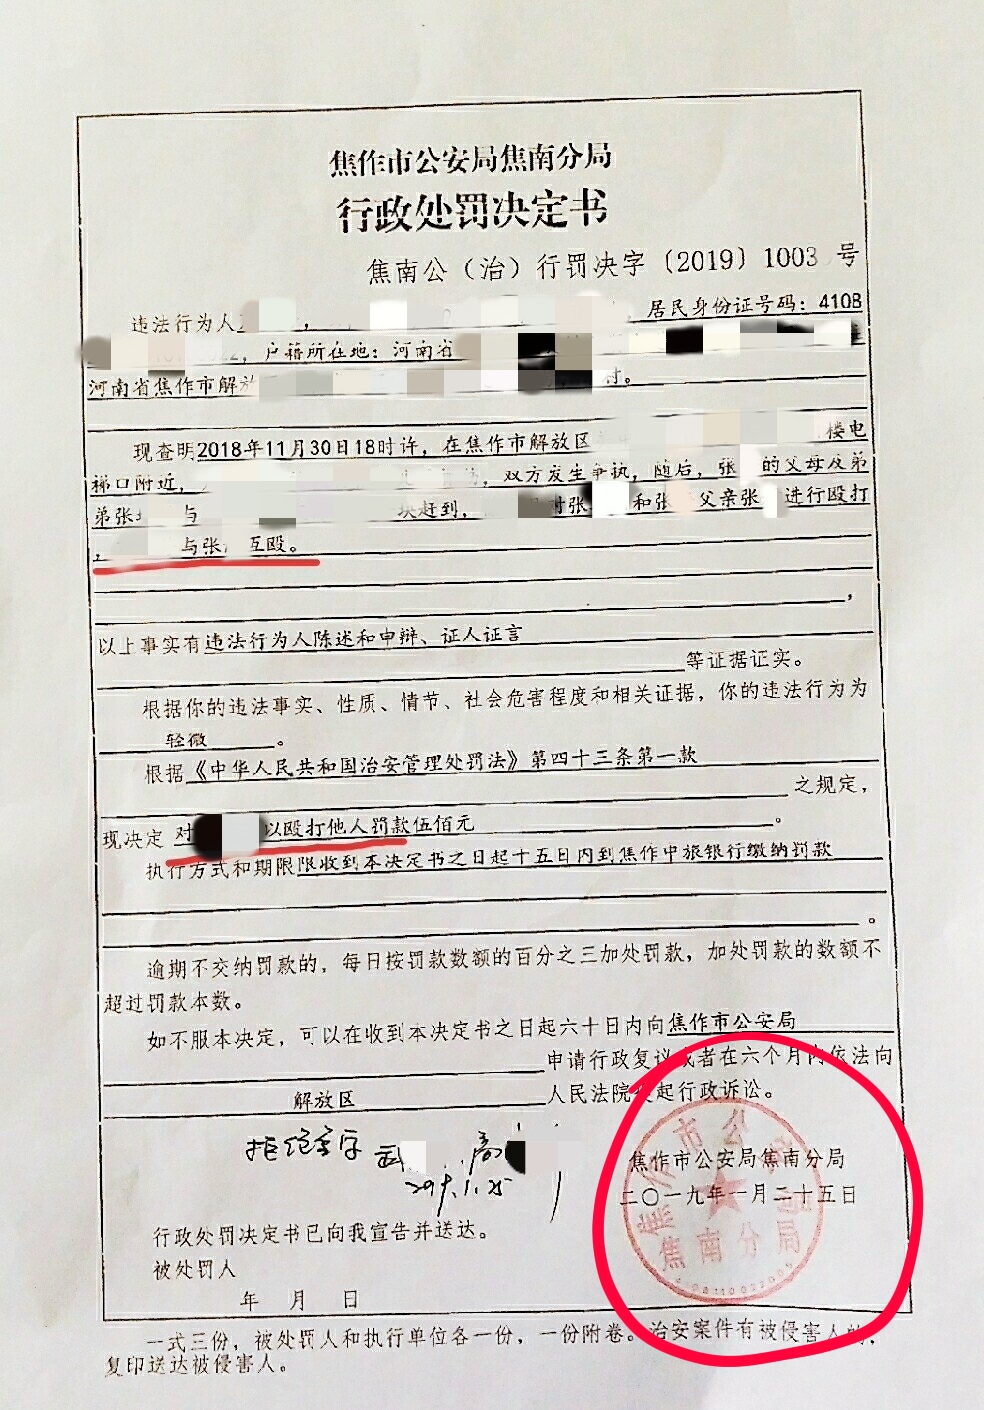 焦作市公安局焦南分局
行政处罚决定书
焦南公（治）行罚决字〔2019〕1003 号
违法行为人 ， 居民身份证号码：4108
，户籍所在地：河南省
河南省焦作市解放 村。
现查明2018年11月30日18时许，在焦作市解放区 楼电
梯口附近， ，双方发生争执，随后，张 的父母及弟
弟张 与 赶到， 对张 和张 父亲张 进行殴打
， 与张 互殴。
，
以上事实有违法行为人陈述和申辩、证人证言
等证据证实。
根据你的违法事实、性质、情节、社会危害程度和相关证据，你的违法行为为
轻微 。
根据《中华人民共和国治安管理处罚法》第四十三条第一款
之规定，
现决定 对 以殴打他人罚款伍佰元 。
执行方式和期限限收到本决定书之日起十五日内到焦作中旅银行缴纳罚款
。
逾期不交纳罚款的，每日按罚款数额的百分之三加处罚款，加处罚款的数额不
超过罚款本数。
如不服本决定，可以在收到本决定书之日起六十日内向焦作市公安局
申请行政复议或者在六个月内依法向
解放区 人民法院提起行政诉讼。
拒绝签字
2019.1.25
焦作市公安局焦南分局
二〇一九年一月二十五日
焦作市公安局
焦南分局
行政处罚决定书已向我宣告并送达。
被处罚人
年 月 日
一式三份，被处罚人和执行单位各一份，一份附卷。治安案件有被侵害人的，
复印送达被侵害人。